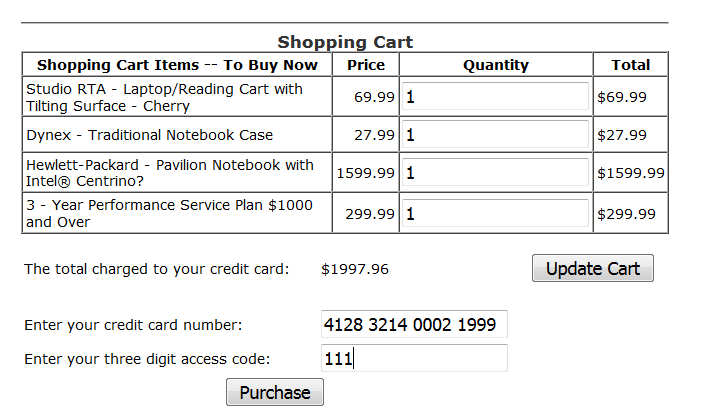 Shopping Cart
Shopping Cart Items -- To Buy Now Price Quantity Total
Studio RTA - Laptop/Reading Cart with
Tilting Surface - Cherry 69.99 1 $69.99
Dynex - Traditional Notebook Case 27.99 1 $27.99
Hewlett-Packard - Pavilion Notebook with
Intel® Centrino? 1599.99 1 $1599.99
3 - Year Performance Service Plan $1000
and Over 299.99 1 $299.99
The total charged to your credit card: $1997.96 Update Cart
Enter your credit card number: 4128 3214 0002 1999
Enter your three digit access code: 111
Purchase